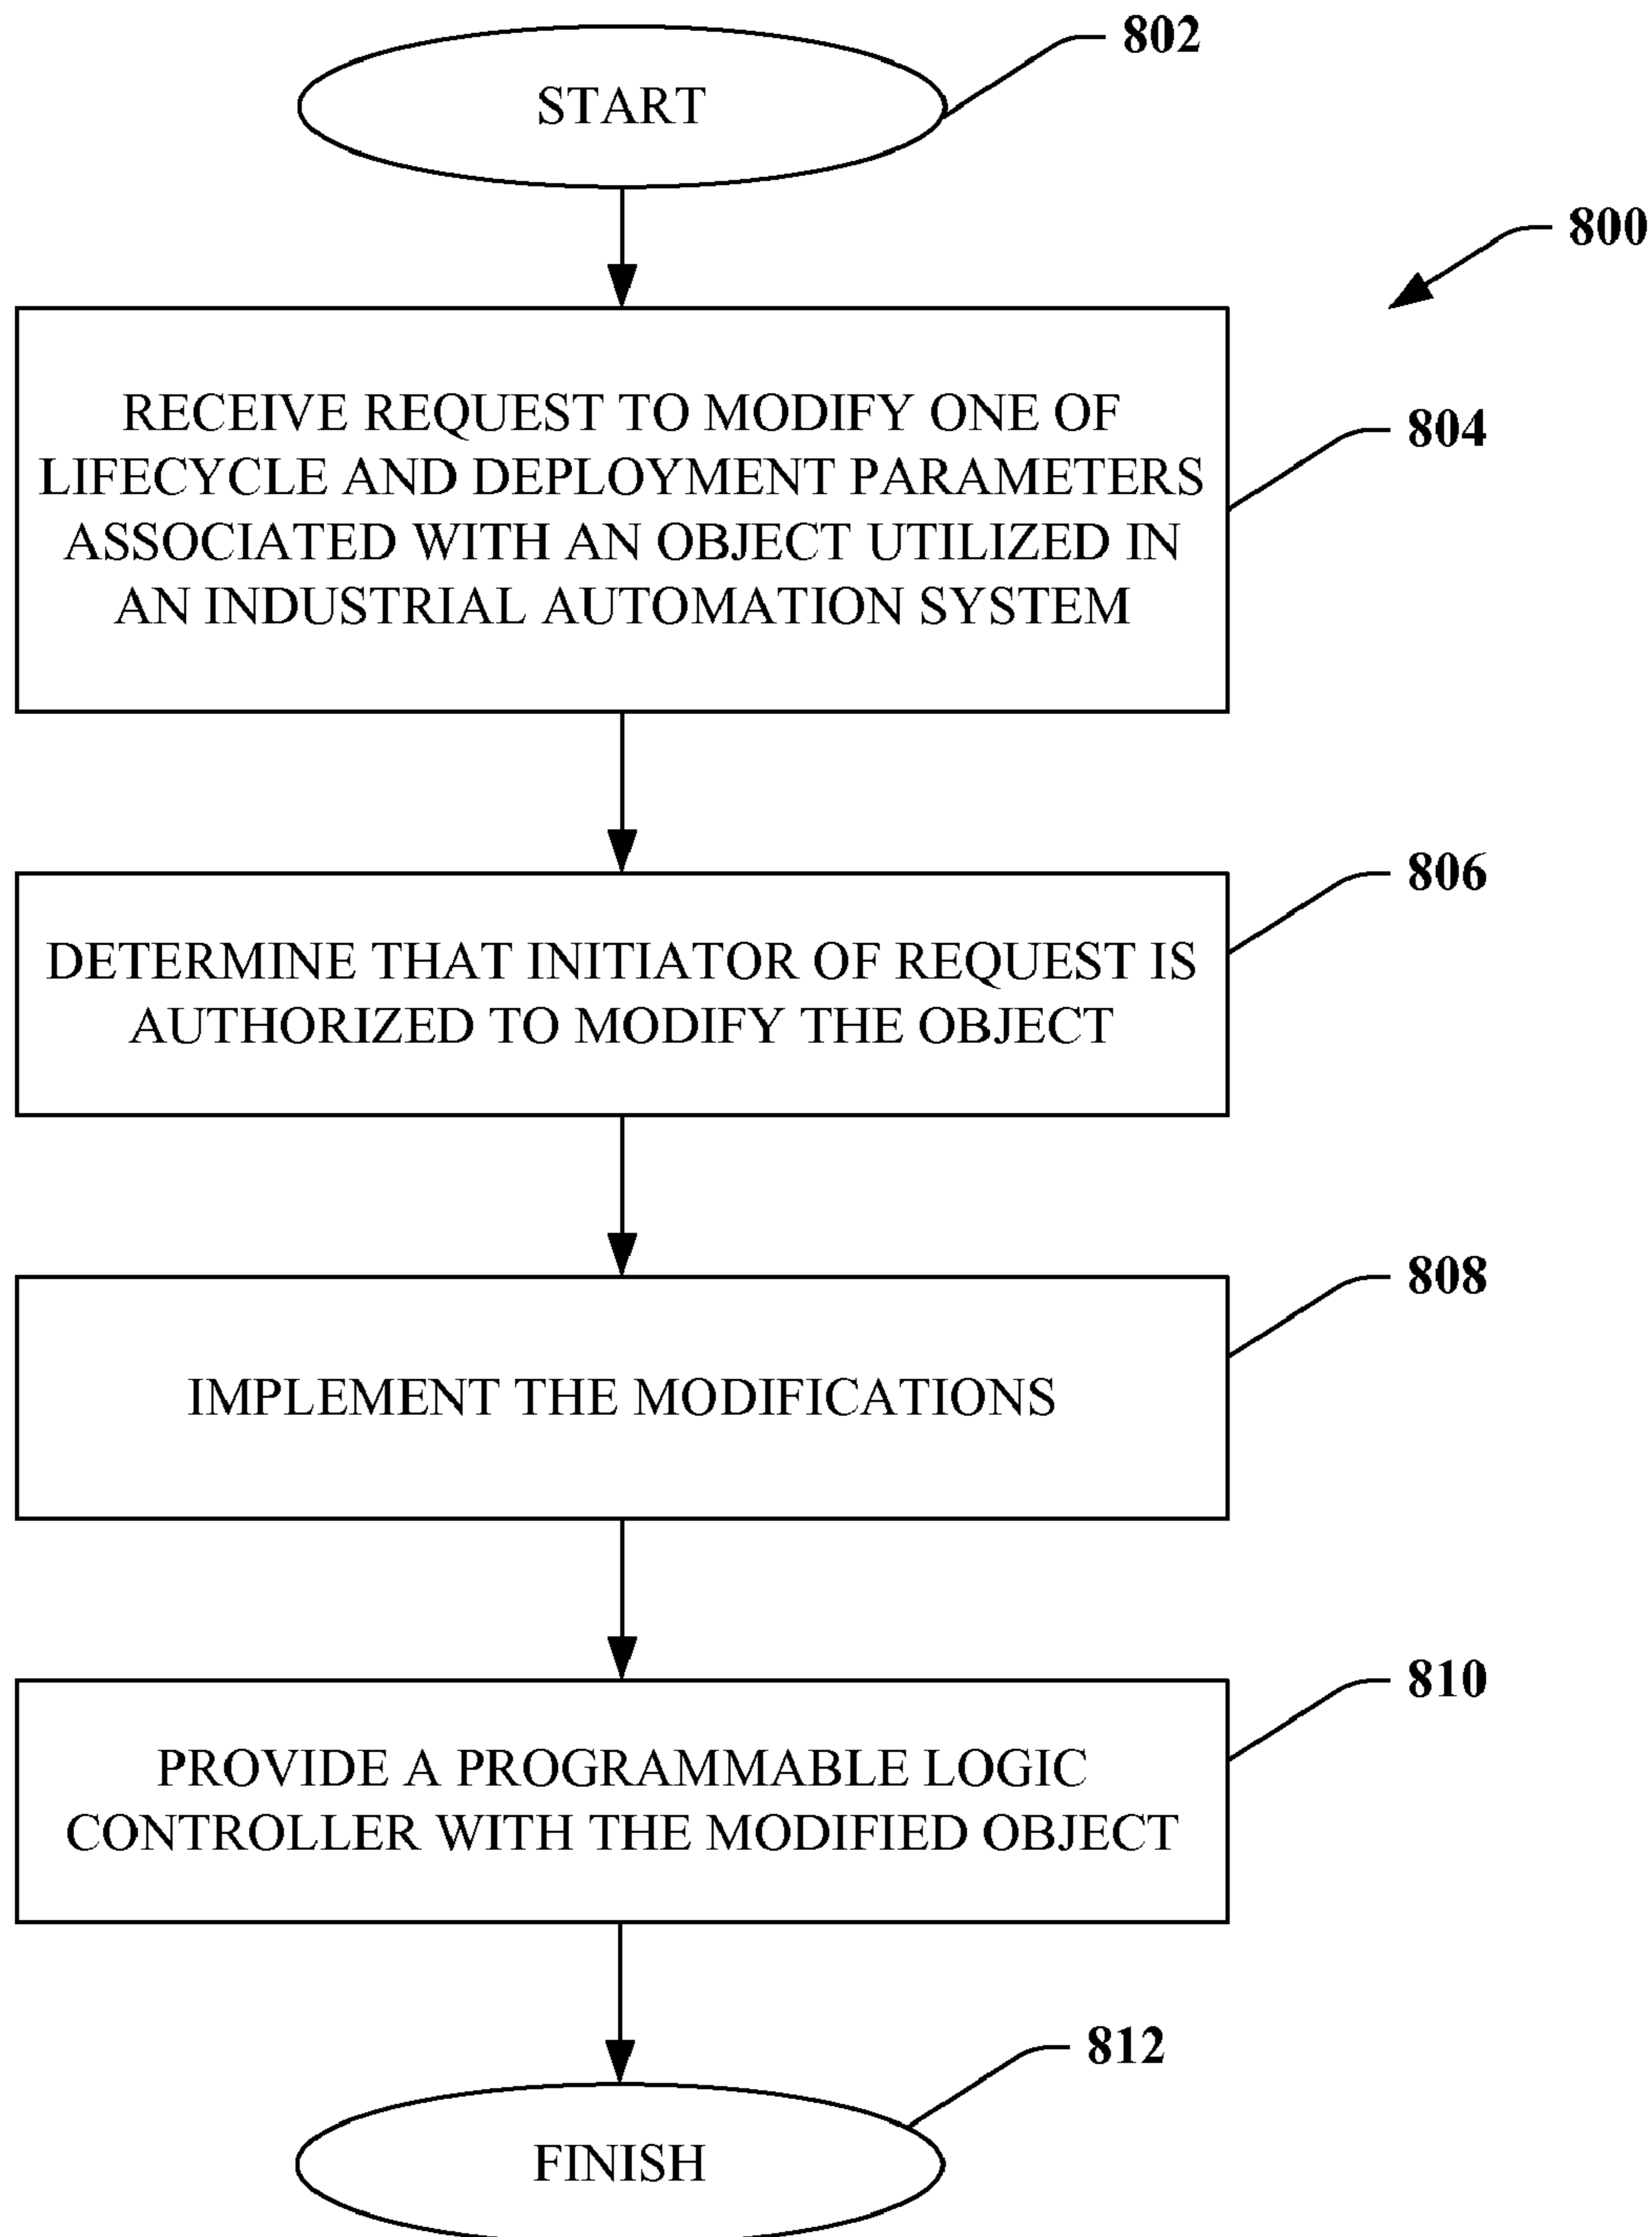 802
START
800
RECEIVE REQUEST TO MODIFY ONE OF
LIFECYCLE AND DEPLOYMENT PARAMETERS
ASSOCIATED WITH AN OBJECT UTILIZED IN
AN INDUSTRIAL AUTOMATION SYSTEM
804
DETERMINE THAT INITIATOR OF REQUEST IS
AUTHORIZED TO MODIFY THE OBJECT
806
IMPLEMENT THE MODIFICATIONS
808
PROVIDE A PROGRAMMABLE LOGIC
CONTROLLER WITH THE MODIFIED OBJECT
810
812
FINISH